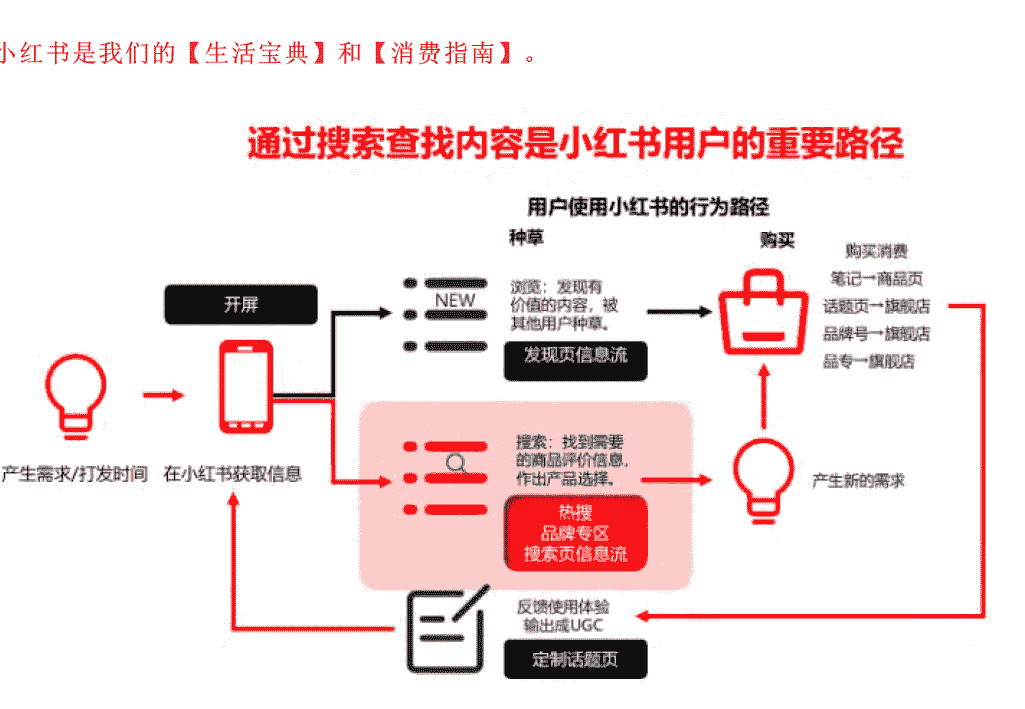 小红书是我们的【生活宝典】和【消费指南】。
通过搜索查找内容是小红书用户的重要路径
用户使用小红书的行为路径
种草
购买
购买消费
笔记→商品页
话题页→旗舰店
品牌号→旗舰店
品专→旗舰店
开屏
NEW
浏览：发现有
价值的内容，被
其他用户种草。
发现页信息流
产生需求/打发时间
在小红书获取信息
搜索：找到需要
的商品评价信息，
作出产品选择。
热搜
品牌专区
搜索页信息流
产生新的需求
反馈使用体验
输出成UGC
定制话题页